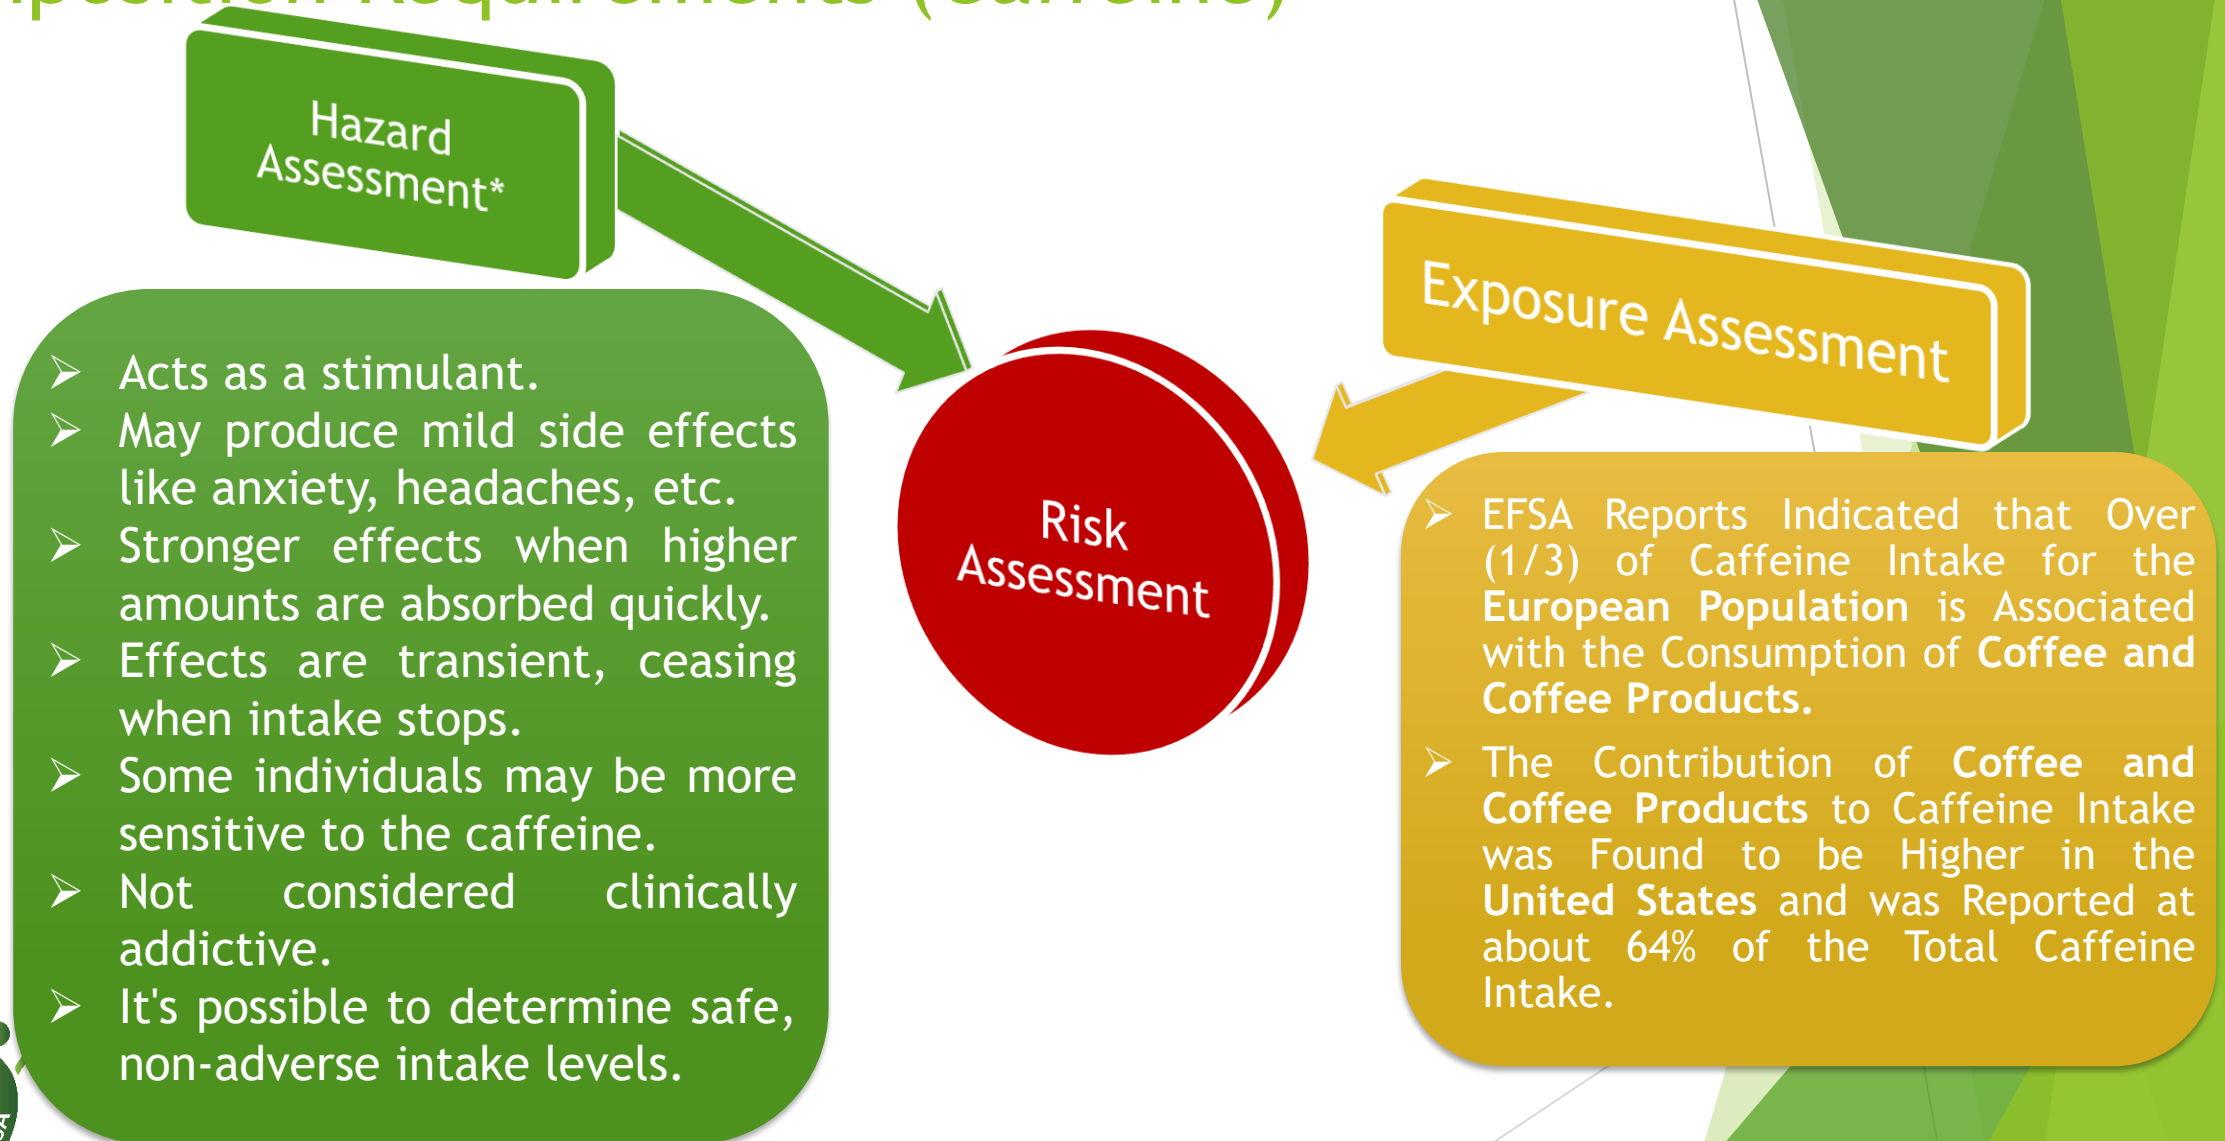 (Caffeine)
Hazard
Assessment*
Acts as a stimulant.
May produce mild side effects
like anxiety, headaches, etc.
Stronger effects when higher
amounts are absorbed quickly.
Effects are transient, ceasing
when intake stops.
Some individuals may be more
sensitive to the caffeine.
Not considered clinically
addictive.
It's possible to determine safe,
non-adverse intake levels.
Risk
Assessment
Exposure Assessment
EFSA Reports Indicated that Over
(1/3) of Caffeine Intake for the
European Population is Associated
with the Consumption of Coffee and
Coffee Products.
The Contribution of Coffee and
Coffee Products to Caffeine Intake
was Found to be Higher in the
United States and was Reported at
about 64% of the Total Caffeine
Intake.